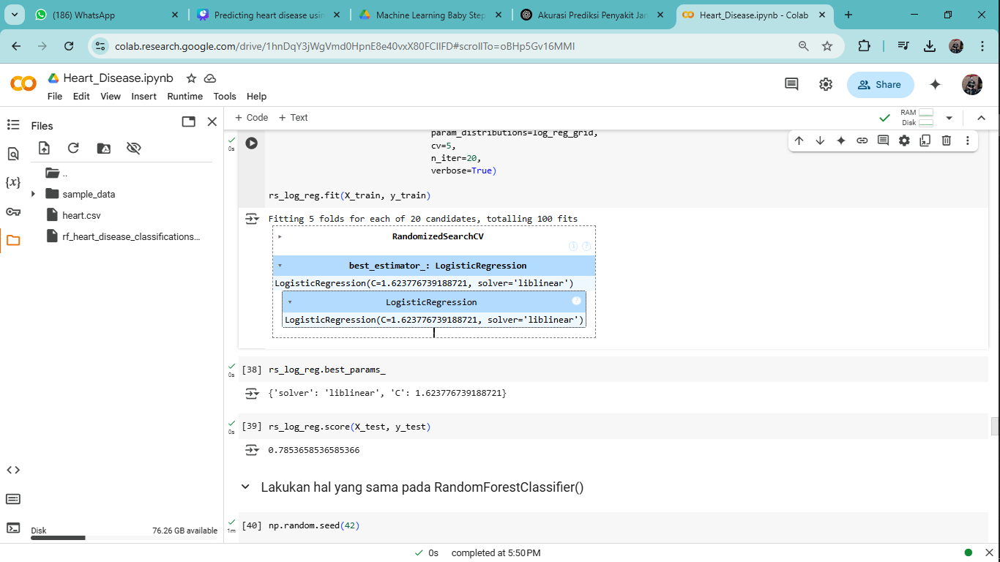 (186) WhatsApp
Predicting heart disease usin
Machine Learning Baby Step
Akurasi Prediksi Penyakit Jan
Heart_Disease.ipynb - Colab
colab.research.google.com/drive/1hnDqY3jWgVmd0HpnE8e40vxX80FCIIFD#scrollTo=oBHp5Gv16MMI
Heart_Disease.ipynb
File Edit View Insert Runtime Tools Help
Share
Files
+ Code + Text
RAM
Disk
..
sample_data
heart.csv
rf_heart_disease_classifications...
{x}
0s
param_distributions=log_reg_grid,
cv=5,
n_iter=20,
verbose=True)
rs_log_reg.fit(X_train, y_train)
Fitting 5 folds for each of 20 candidates, totalling 100 fits
RandomizedSearchCV
i ?
best_estimator_: LogisticRegression
LogisticRegression(C=1.623776739188721, solver='liblinear')
LogisticRegression
?
LogisticRegression(C=1.623776739188721, solver='liblinear')
0s
[38] rs_log_reg.best_params_
{'solver': 'liblinear', 'C': 1.623776739188721}
0s
[39] rs_log_reg.score(X_test, y_test)
0.7853658536585366
Lakukan hal yang sama pada RandomForestClassifier()
1m
[40] np.random.seed(42)
Disk 76.26 GB available
0s completed at 5:50 PM